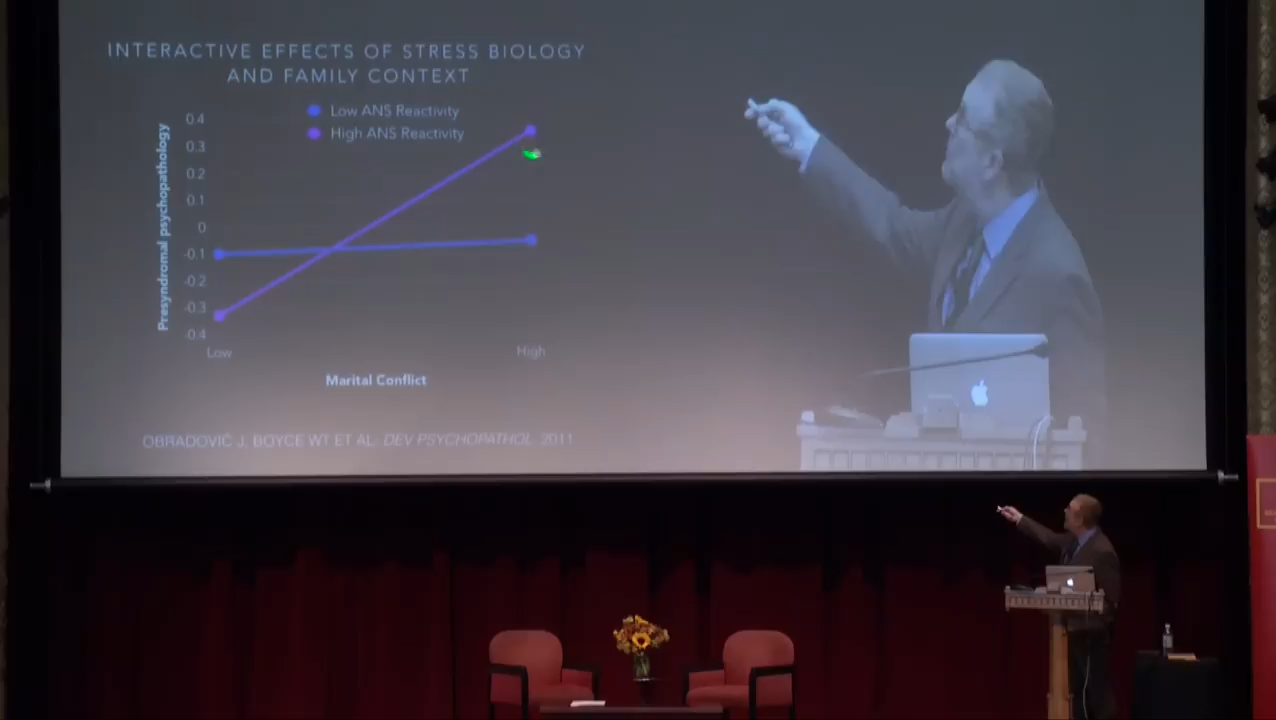 INTERACTIVE EFFECTS OF STRESS BIOLOGY
AND FAMILY CONTEXT
Low ANS Reactivity
High ANS Reactivity
Presyndromal psychopathology
0.4
0.3
0.2
0.1
0
-0.1
-0.2
-0.3
-0.4
Low
High
Marital Conflict
OBRADOVIĆ J, BOYCE WT ET AL. DEV PSYCHOPATHOL. 2011